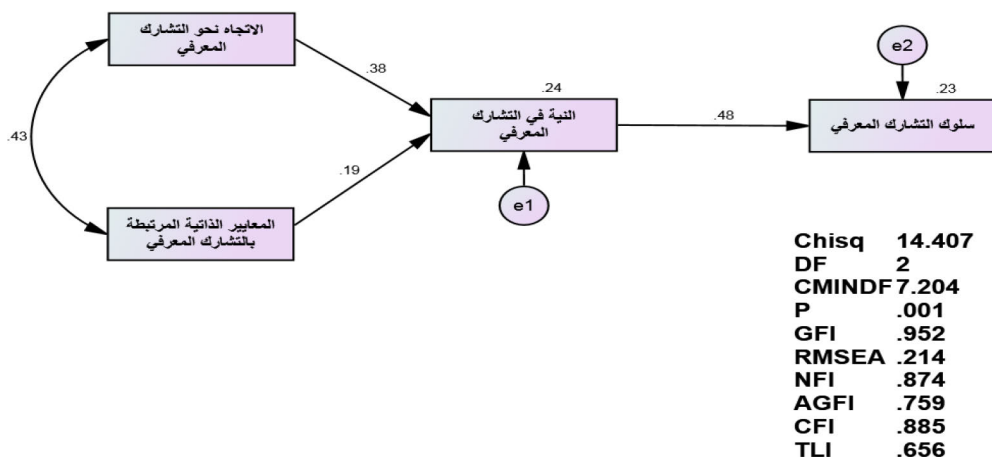 الاتجاه نحو التشارك
المعرفي
.38
.43
.19
المعايير الذاتية المرتبطة
بالتشارك المعرفي
.24
النية في التشارك
المعرفي
e1
.48
e2
.23
سلوك التشارك المعرفي
Chisq 14.407
DF 2
CMINDF 7.204
P .001
GFI .952
RMSEA .214
NFI .874
AGFI .759
CFI .885
TLI .656